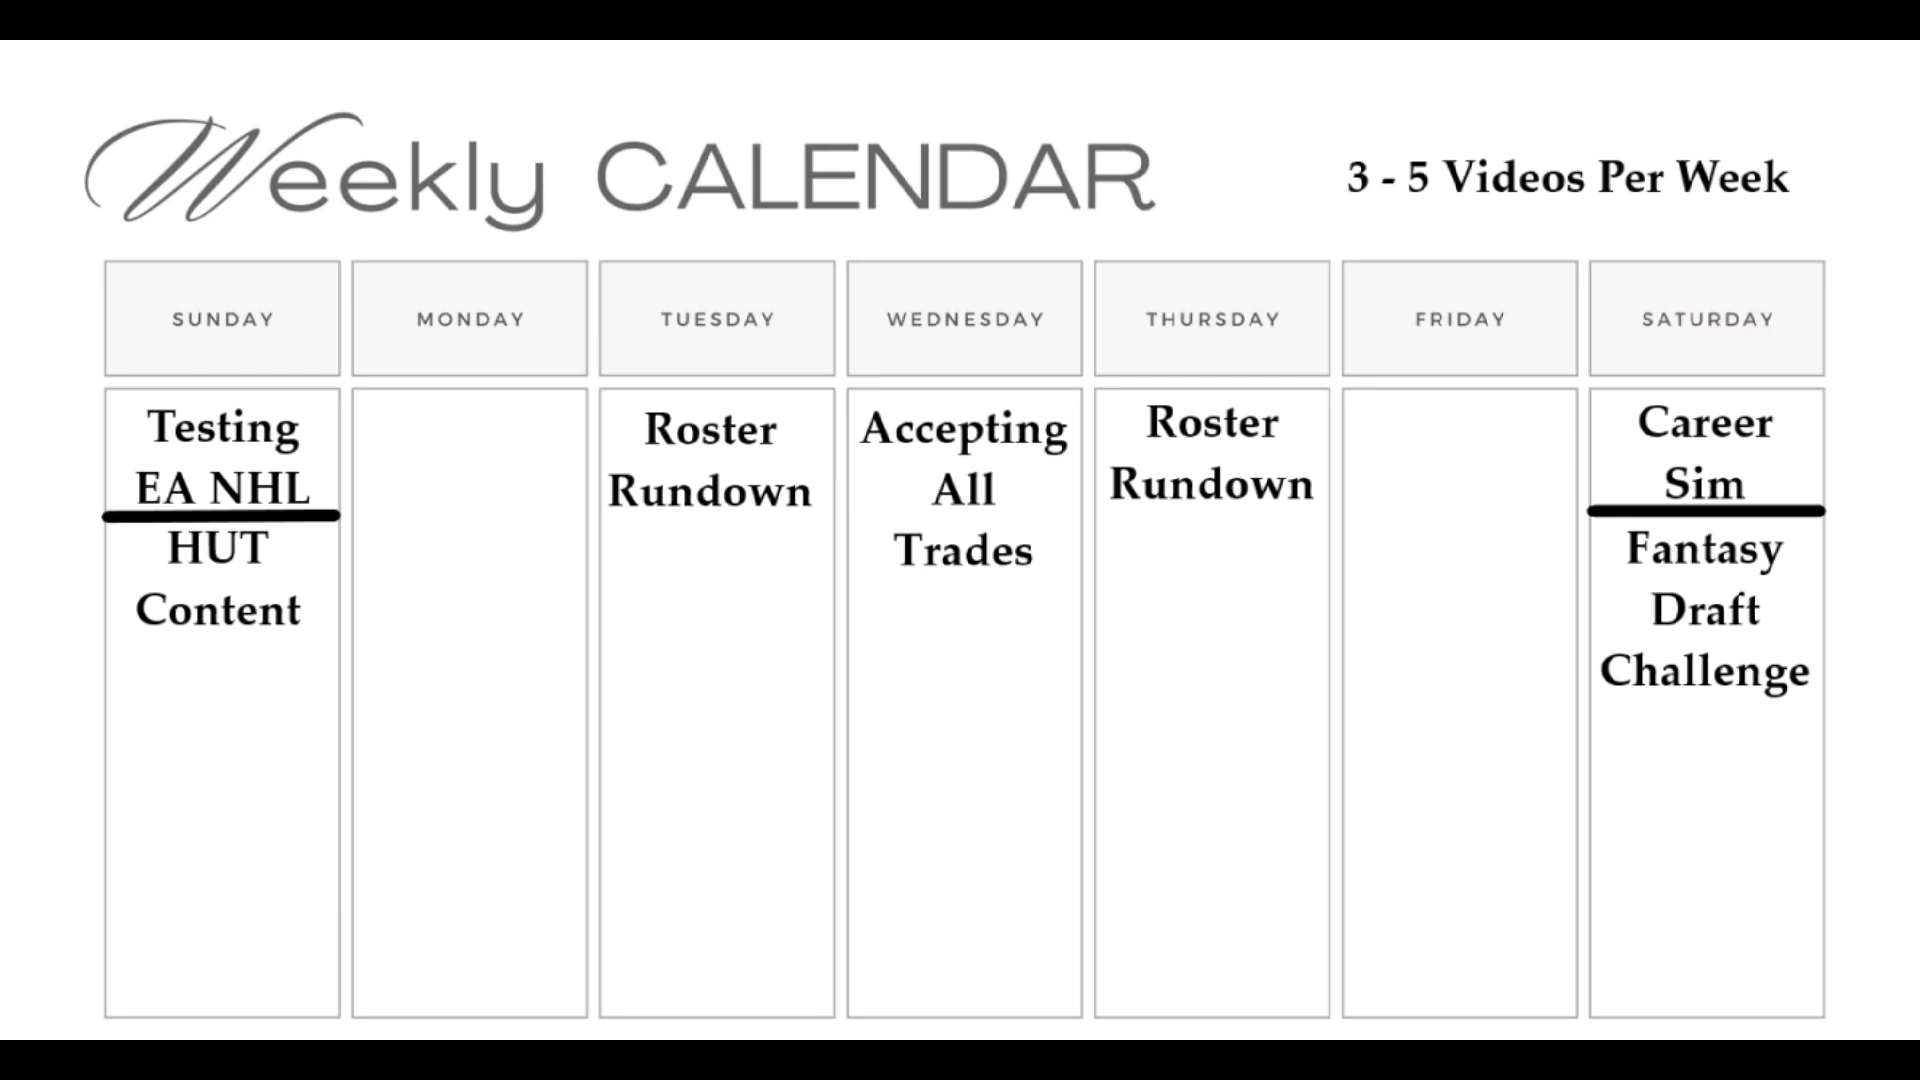 Weekly CALENDAR
3 - 5 Videos Per Week
SUNDAY
MONDAY
TUESDAY
WEDNESDAY
THURSDAY
FRIDAY
SATURDAY
Testing
EA NHL
HUT
Content
Roster
Rundown
Accepting
All
Trades
Roster
Rundown
Career
Sim
Fantasy
Draft
Challenge